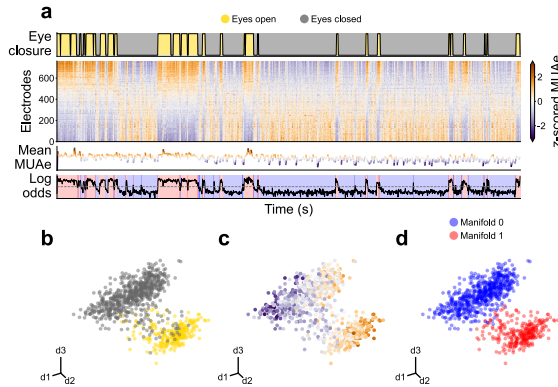 a
Eyes open
Eyes closed
Eye
closure
Electrodes
600
400
200
0
2
0
−2
z-scored MUAe
Mean
MUAe
Log
odds
Time (s)
Manifold 0
Manifold 1
b
c
d
d3
d1
d2
d3
d1
d2
d3
d1
d2